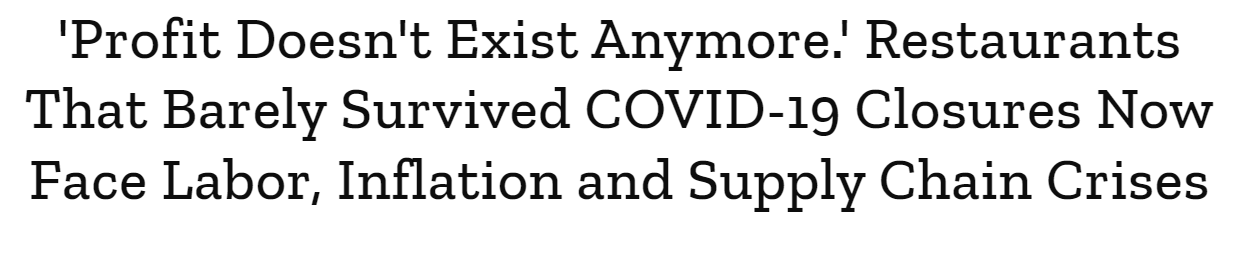 'Profit Doesn't Exist Anymore.' Restaurants
That Barely Survived COVID-19 Closures Now
Face Labor, Inflation and Supply Chain Crises